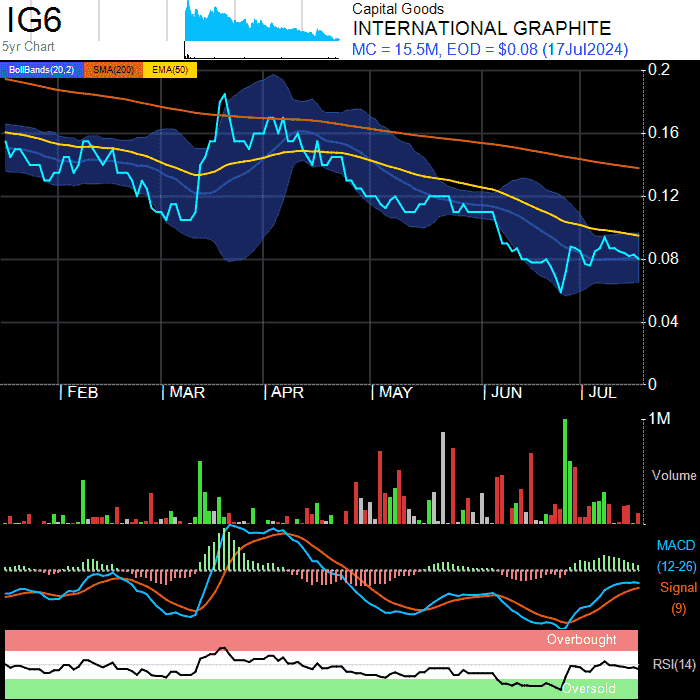 IG6
5yr Chart
Capital Goods
INTERNATIONAL GRAPHITE
MC = 15.5M, EOD = $0.08 (17Jul2024)
BollBands(20,2) SMA(200) EMA(50)
0.2
0.16
0.12
0.08
0.04
0
FEB MAR APR MAY JUN JUL
1M
Volume
MACD
(12-26)
Signal
(9)
Overbought
RSI(14)
Oversold